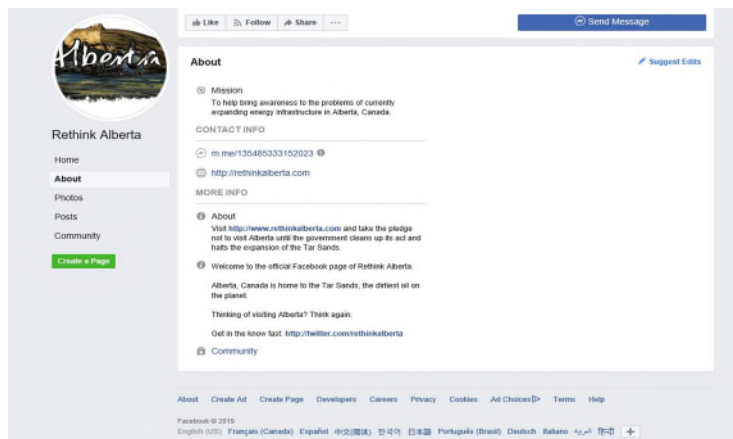 Like Follow Share ...
Send Message
Alberta
Rethink Alberta
Home
About
Photos
Posts
Community
Create a Page
About
Suggest Edits
Mission
To help bring awareness to the problems of currently
expanding energy infrastructure in Alberta, Canada.
CONTACT INFO
m.me/135485333152023
http://rethinkalberta.com
MORE INFO
About
Visit http://www.rethinkalberta.com and take the pledge
not to visit Alberta until the government cleans up its act and
halts the expansion of the Tar Sands.
Welcome to the official Facebook page of Rethink Alberta.
Alberta, Canada is home to the Tar Sands, the dirtiest oil on
the planet.
Thinking of visiting Alberta? Think again.
Get in the know fast: http://twitter.com/rethinkalberta
Community
About Create Ad Create Page Developers Careers Privacy Cookies Ad Choices Terms Help
Facebook © 2019
English (US) Français (Canada) Español 中文(简体) 한국어 日本語 Português (Brasil) Deutsch Italiano العربية हिन्दी +